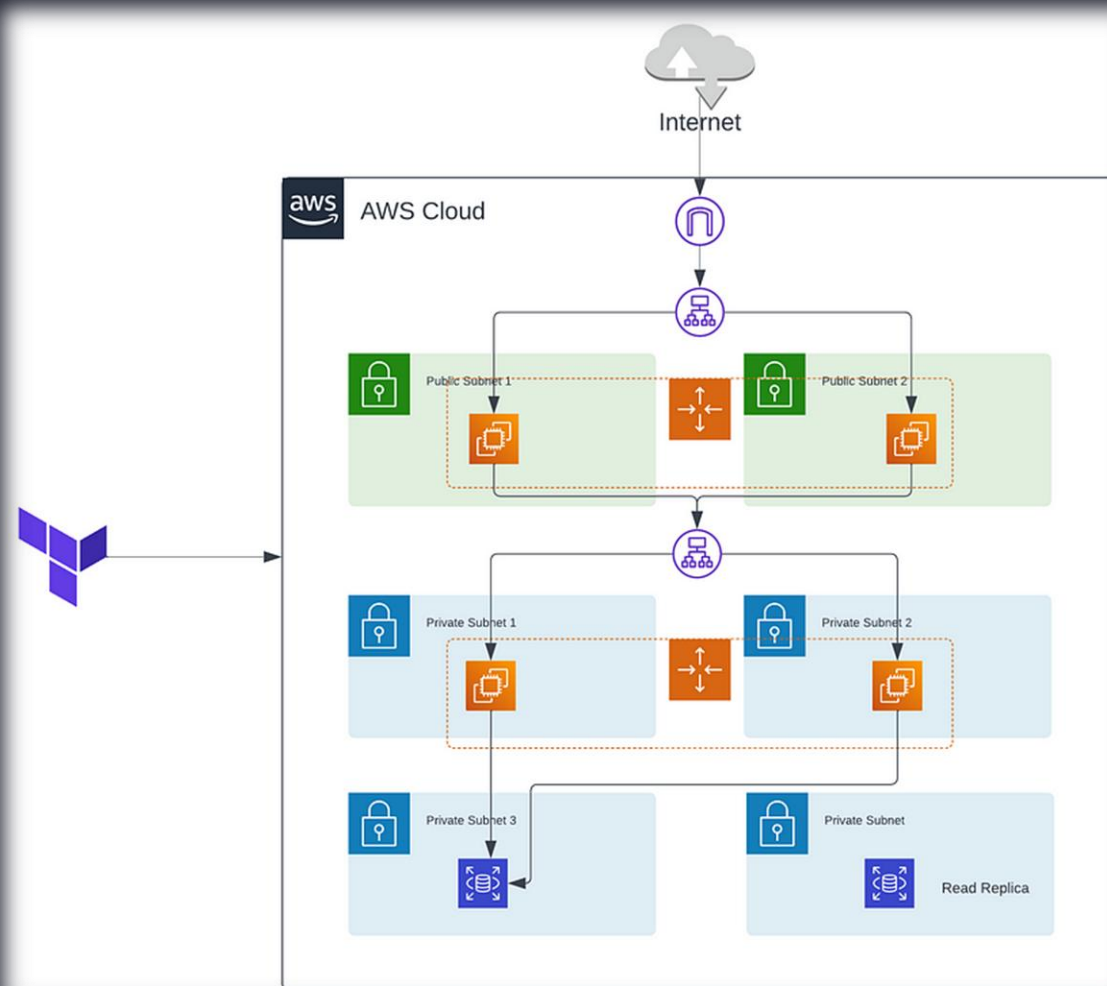 Internet
aws
AWS Cloud
Public Subnet 1
Public Subnet 2
Private Subnet 1
Private Subnet 2
Private Subnet 3
Private Subnet
Read Replica